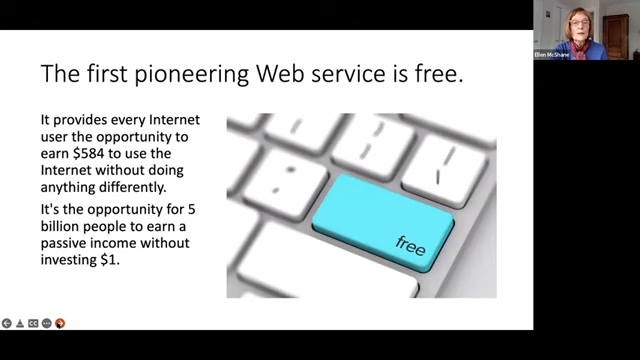 The first pioneering Web service is free.
It provides every Internet
user the opportunity to
earn $584 to use the
Internet without doing
anything differently.
It's the opportunity for 5
billion people to earn a
passive income without
investing $1.
free
Ellen McShane